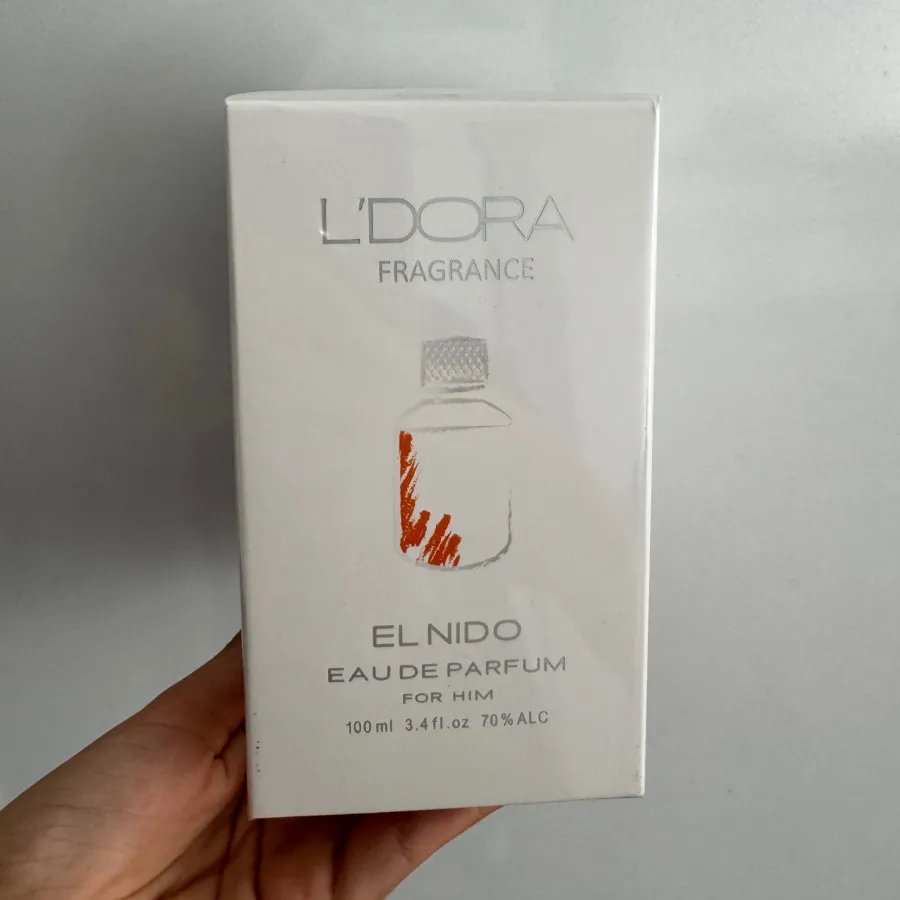 L'DORA
FRAGRANCE
EL NIDO
EAU DE PARFUM
FOR HIM
100 ml 3.4 fl.oz 70% ALC